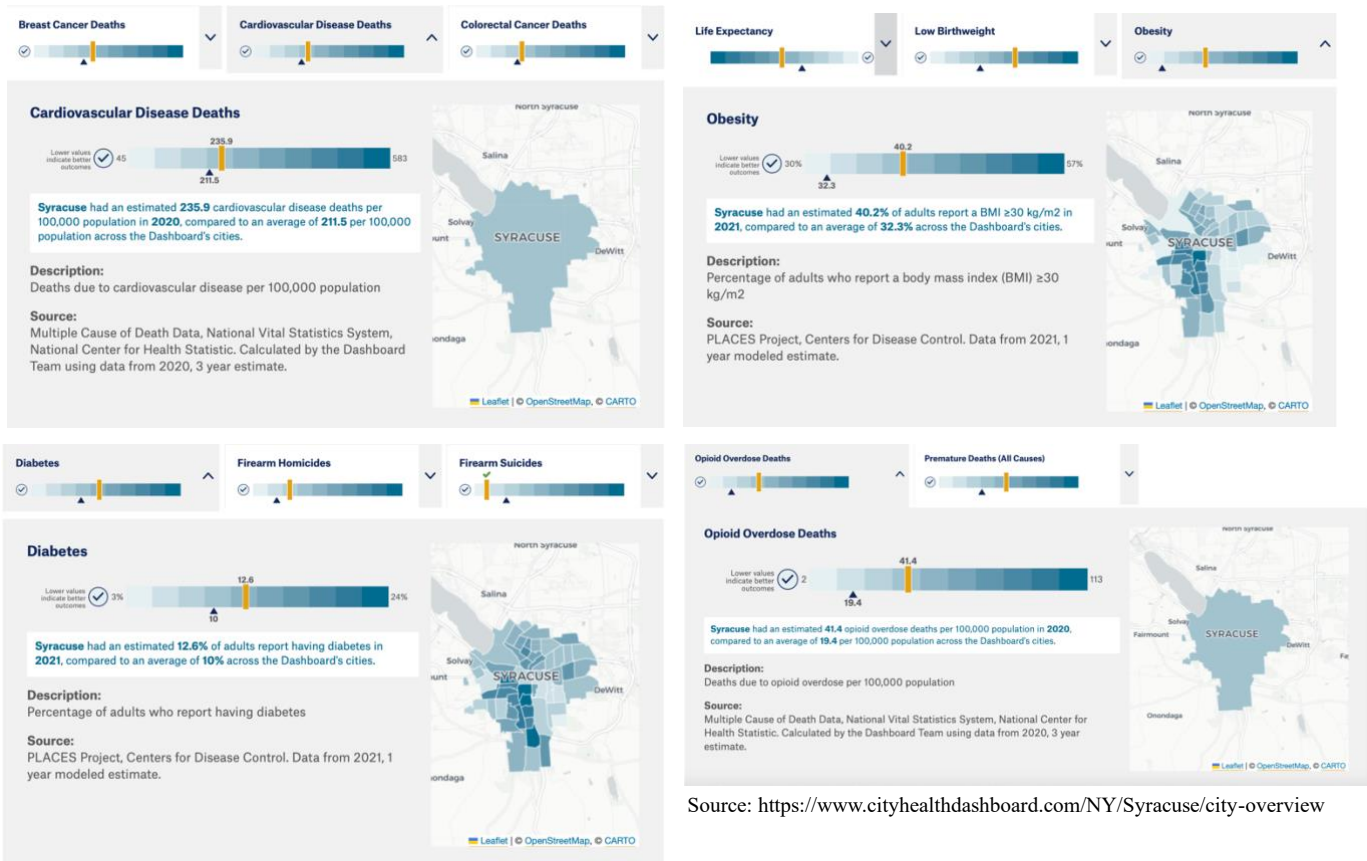 Breast Cancer Deaths
Cardiovascular Disease Deaths
Colorectal Cancer Deaths
Cardiovascular Disease Deaths
235.9
Lower values
indicate better
outcomes
45
583
211.5
Syracuse had an estimated 235.9 cardiovascular disease deaths per
100,000 population in 2020, compared to an average of 211.5 per 100,000
population across the Dashboard's cities.
Description:
Deaths due to cardiovascular disease per 100,000 population
Source:
Multiple Cause of Death Data, National Vital Statistics System,
National Center for Health Statistic. Calculated by the Dashboard
Team using data from 2020, 3 year estimate.
North Syracuse
Salina
Solvay
unt
SYRACUSE
DeWitt
ondaga
Leaflet | © OpenStreetMap, © CARTO
Life Expectancy
Low Birthweight
Obesity
Obesity
40.2
Lower values
indicate better
outcomes
30%
57%
32.3
Syracuse had an estimated 40.2% of adults report a BMI ≥30 kg/m2 in
2021, compared to an average of 32.3% across the Dashboard's cities.
Description:
Percentage of adults who report a body mass index (BMI) ≥30
kg/m2
Source:
PLACES Project, Centers for Disease Control. Data from 2021, 1
year modeled estimate.
North Syracuse
Salina
Solvay
unt
SYRACUSE
DeWitt
ondaga
Leaflet | © OpenStreetMap, © CARTO
Diabetes
Firearm Homicides
Firearm Suicides
Diabetes
12.6
Lower values
indicate better
outcomes
3%
24%
10
Syracuse had an estimated 12.6% of adults report having diabetes in
2021, compared to an average of 10% across the Dashboard's cities.
Description:
Percentage of adults who report having diabetes
Source:
PLACES Project, Centers for Disease Control. Data from 2021, 1
year modeled estimate.
North Syracuse
Salina
Solvay
unt
SYRACUSE
DeWitt
ondaga
Leaflet | © OpenStreetMap, © CARTO
Opioid Overdose Deaths
Premature Deaths (All Causes)
Opioid Overdose Deaths
41.4
Lower values
indicate better
outcomes
2
113
19.4
Syracuse had an estimated 41.4 opioid overdose deaths per 100,000 population in 2020,
compared to an average of 19.4 per 100,000 population across the Dashboard's cities.
Description:
Deaths due to opioid overdose per 100,000 population
Source:
Multiple Cause of Death Data, National Vital Statistics System, National Center for
Health Statistic. Calculated by the Dashboard Team using data from 2020, 3 year
estimate.
North Syracuse
Salina
Solvay
Fairmount
SYRACUSE
DeWitt
Fa
Onondaga
Leaflet | © OpenStreetMap, © CARTO
Source: https://www.cityhealthdashboard.com/NY/Syracuse/city-overview